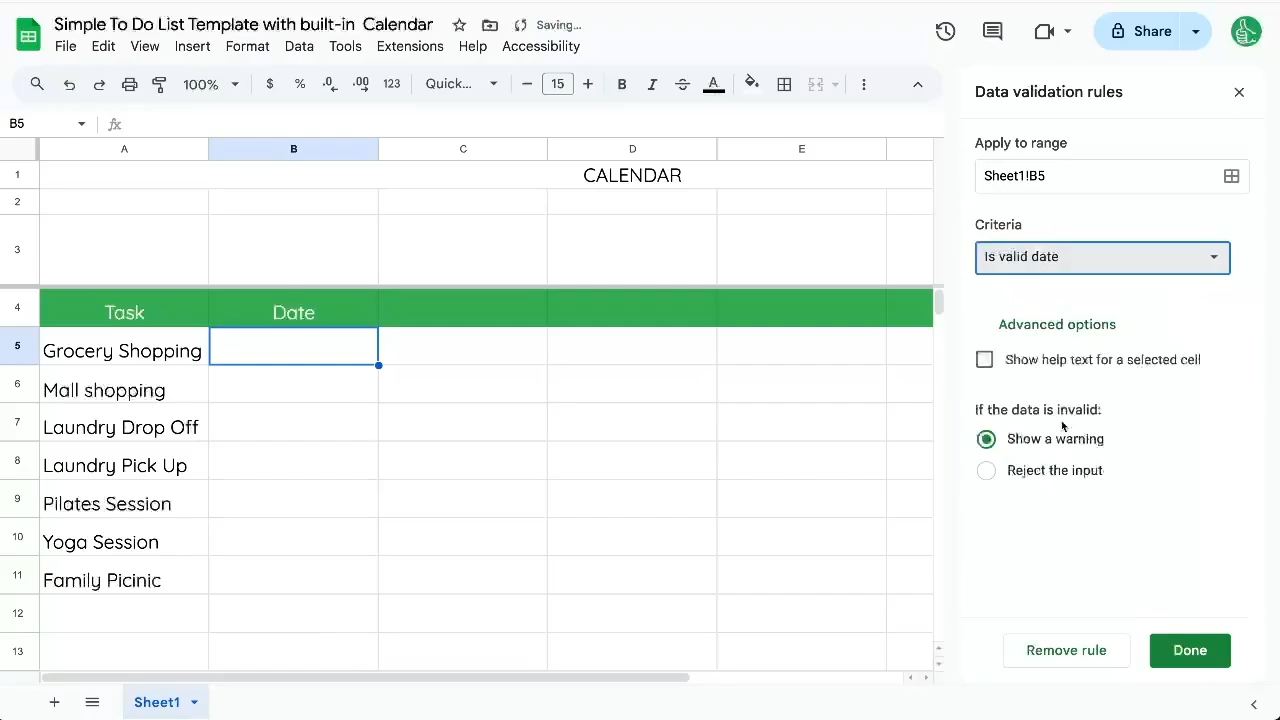 Simple To Do List Template with built-in Calendar
Saving...
File Edit View Insert Format Data Tools Extensions Help Accessibility
Share
100% $ % .0 .00 123 Quick... 15 B I A
B5 fx
A B C D E
1 CALENDAR
2
3
4 Task Date
5 Grocery Shopping
6 Mall shopping
7 Laundry Drop Off
8 Laundry Pick Up
9 Pilates Session
10 Yoga Session
11 Family Picinic
12
13
Sheet1
Data validation rules
Apply to range
Sheet1!B5
Criteria
Is valid date
Advanced options
Show help text for a selected cell
If the data is invalid:
Show a warning
Reject the input
Remove rule Done